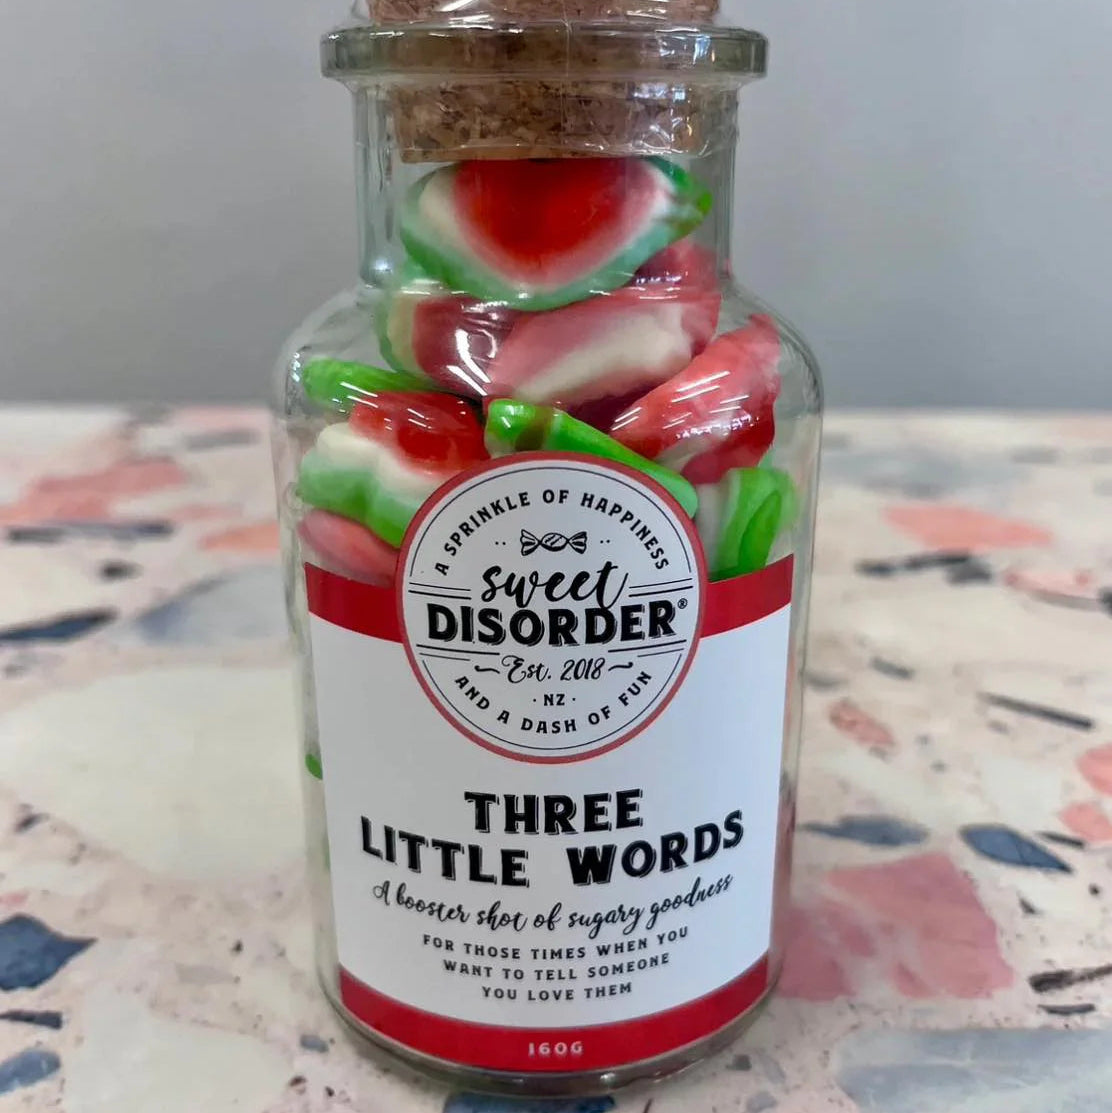 A SPRINKLE OF HAPPINESS
sweet
DISORDER®
Est. 2018
· NZ ·
AND A DASH OF FUN
THREE
LITTLE WORDS
A booster shot of sugary goodness
FOR THOSE TIMES WHEN YOU
WANT TO TELL SOMEONE
YOU LOVE THEM
160G